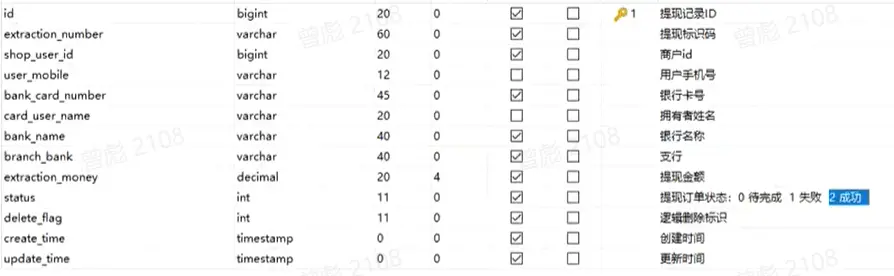 id bigint 20 0 1 提现记录ID
extraction_number varchar 60 0 提现标识码
shop_user_id bigint 20 0 商户id
user_mobile varchar 12 0 用户手机号
bank_card_number varchar 45 0 银行卡号
card_user_name varchar 20 0 拥有者姓名
bank_name varchar 40 0 银行名称
branch_bank varchar 40 0 支行
extraction_money decimal 20 4 提现金额
status int 11 0 提现订单状态：0 待完成 1 失败 2 成功
delete_flag int 11 0 逻辑删除标识
create_time timestamp 0 0 创建时间
update_time timestamp 0 0 更新时间
曾彪 2108
曾彪 2108
曾彪 2108
曾彪 2108
曾彪 2108
曾彪 2108